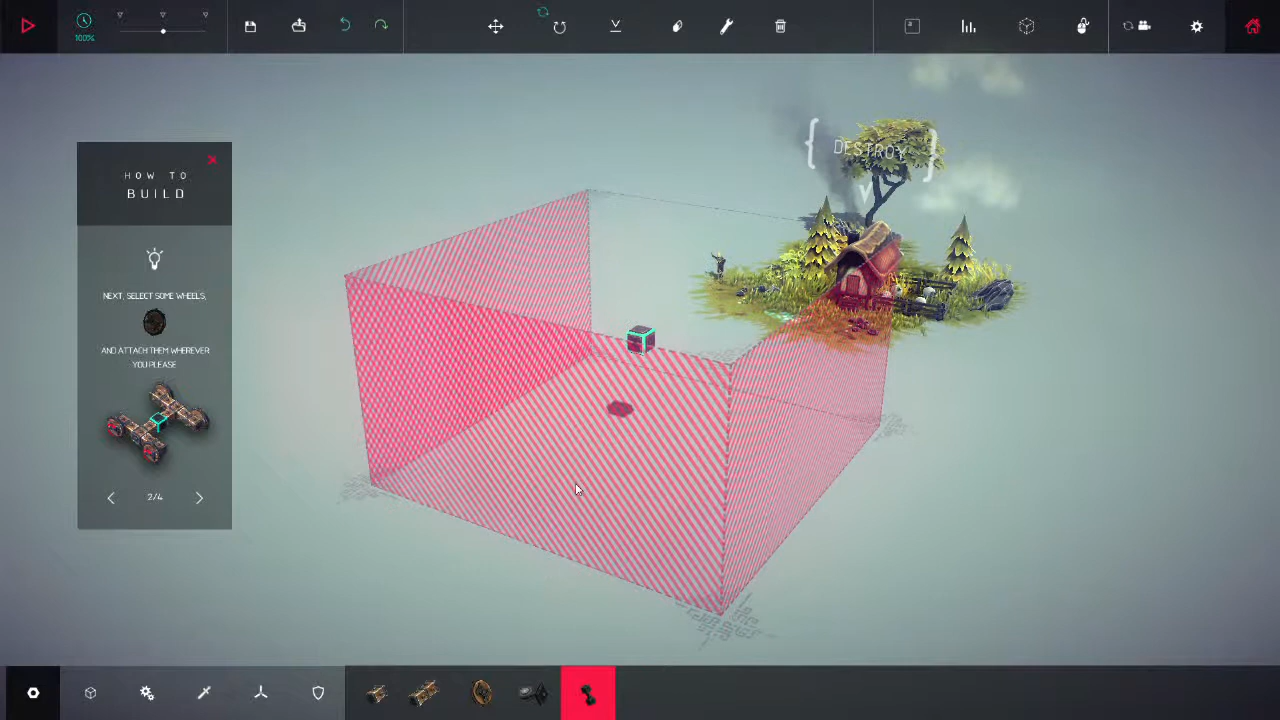 100%
DESTROY
HOW TO
BUILD
NEXT, SELECT SOME WHEELS,
AND ATTACH THEM WHEREVER
YOU PLEASE
2/4